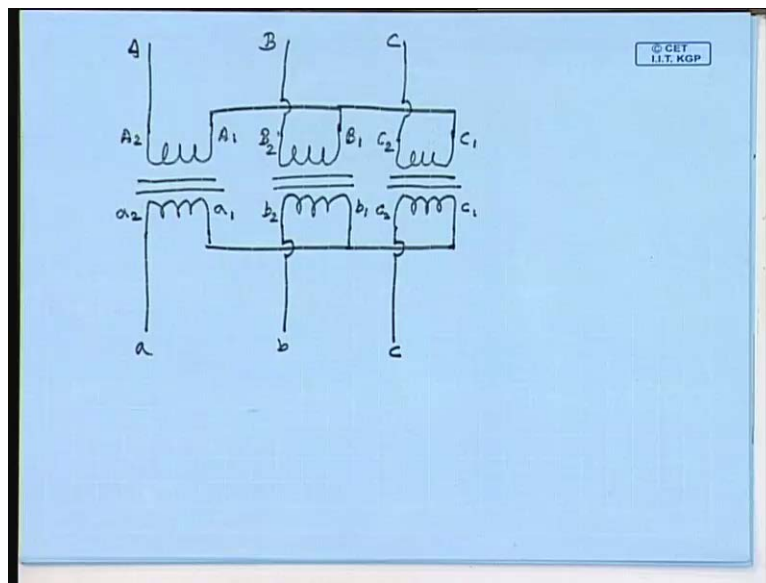 A B C
© CET
I.I.T. KGP
A2 A1 B2 B1 C2 C1
a2 a1 b2 b1 c2 c1
a b c